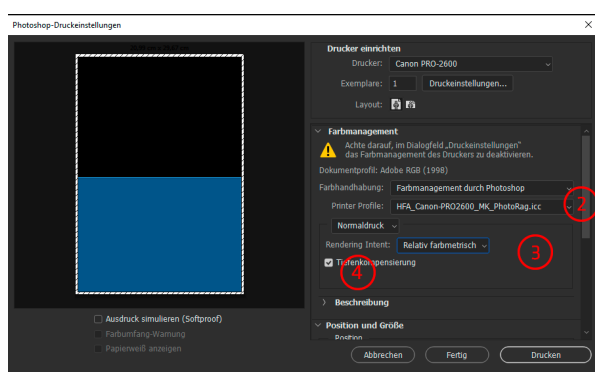 Photoshop-Druckeinstellungen
Drucker einrichten
Drucker: Canon PRO-2600
Exemplare: 1 Druckeinstellungen...
Layout:
Farbmanagement
Achte darauf, im Dialogfeld „Druckeinstellungen"
das Farbmanagement des Druckers zu deaktivieren.
Dokumentprofil: Adobe RGB (1998)
Farbhandhabung: Farbmanagement durch Photoshop
Printer Profile: HFA_Canon-PRO2600_MK_PhotoRag.icc
2
Normaldruck
Rendering Intent: Relativ farbmetrisch
3
Tiefenkompensierung
4
Beschreibung
Ausdruck simulieren (Softproof)
Farbumfang-Warnung
Papierweiß anzeigen
Position und Größe
Position
Abbrechen Fertig Drucken